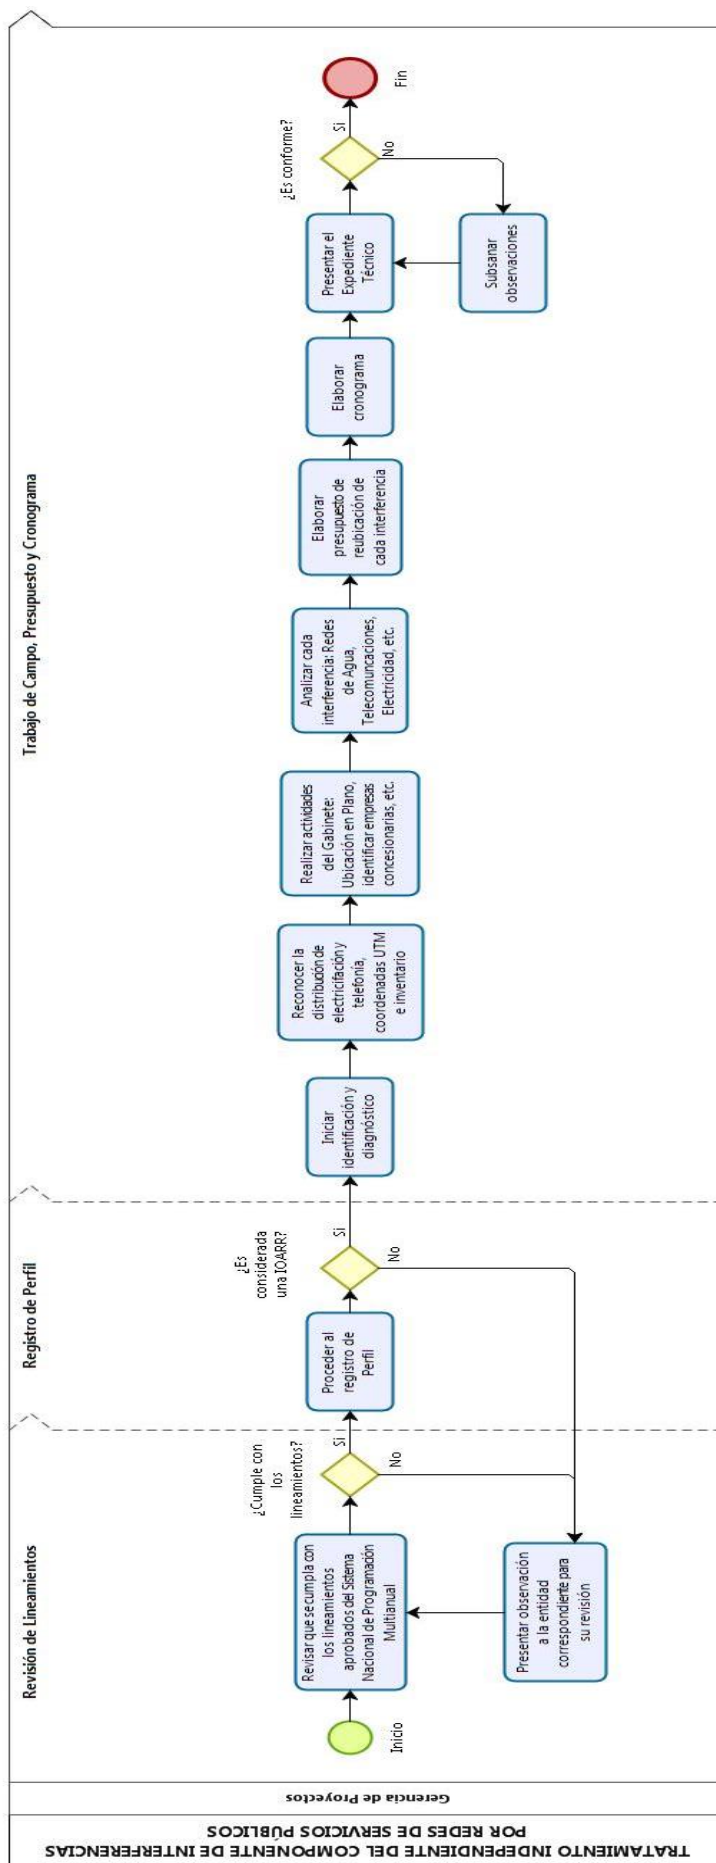 TRATAMIENTO INDEPENDIENTE DEL COMPONENTE DE INTERFERENCIAS
POR REDES DE SERVICIOS PÚBLICOS
Gerencia de Proyectos
Revisión de Lineamientos
Inicio
Revisar que se cumpla con
los lineamientos
aprobados del Sistema
Nacional de Programación
Multianual
¿Cumple con
los
lineamientos?
Si
No
Presentar observación
a la entidad
correspondiente para
su revisión
Registro de Perfil
Proceder al
registro de
Perfil
¿Es
considerada
una IOARR?
Si
No
Trabajo de Campo, Presupuesto y Cronograma
Iniciar
identificación y
diagnóstico
Reconocer la
distribución de
electricifación y
telefonía,
coordenadas UTM
e inventario
Realizar actividades
del Gabinete:
Ubicación en Plano,
identificar empresas
concesionarias, etc.
Analizar cada
interferencia: Redes
de Agua,
Telecomuncaciones,
Electricidad, etc.
Elaborar
presupuesto de
reubicación de
cada interferencia
Elaborar
cronograma
Presentar el
Expediente
Técnico
¿Es conforme?
Si
No
Subsanar
observaciones
Fin